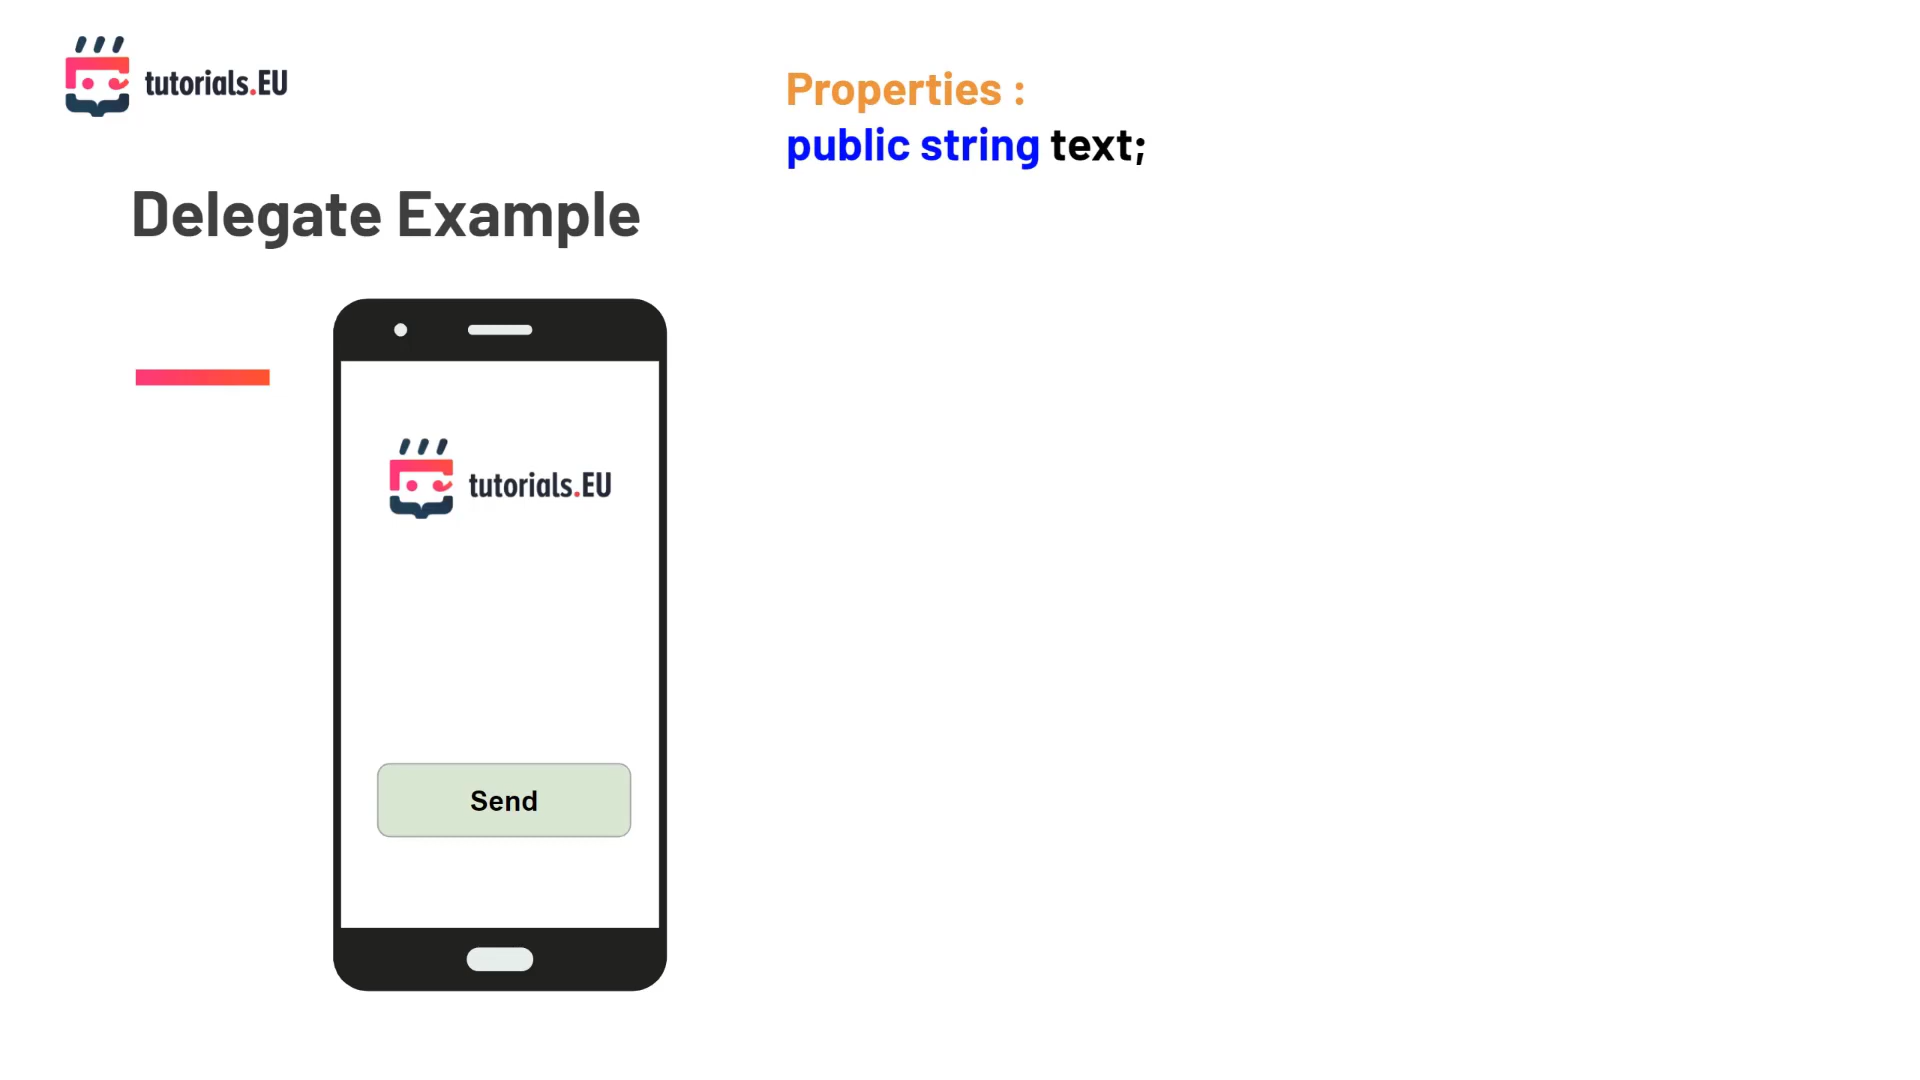 tutorials.EU
Properties :
public string text;
Delegate Example
tutorials.EU
Send